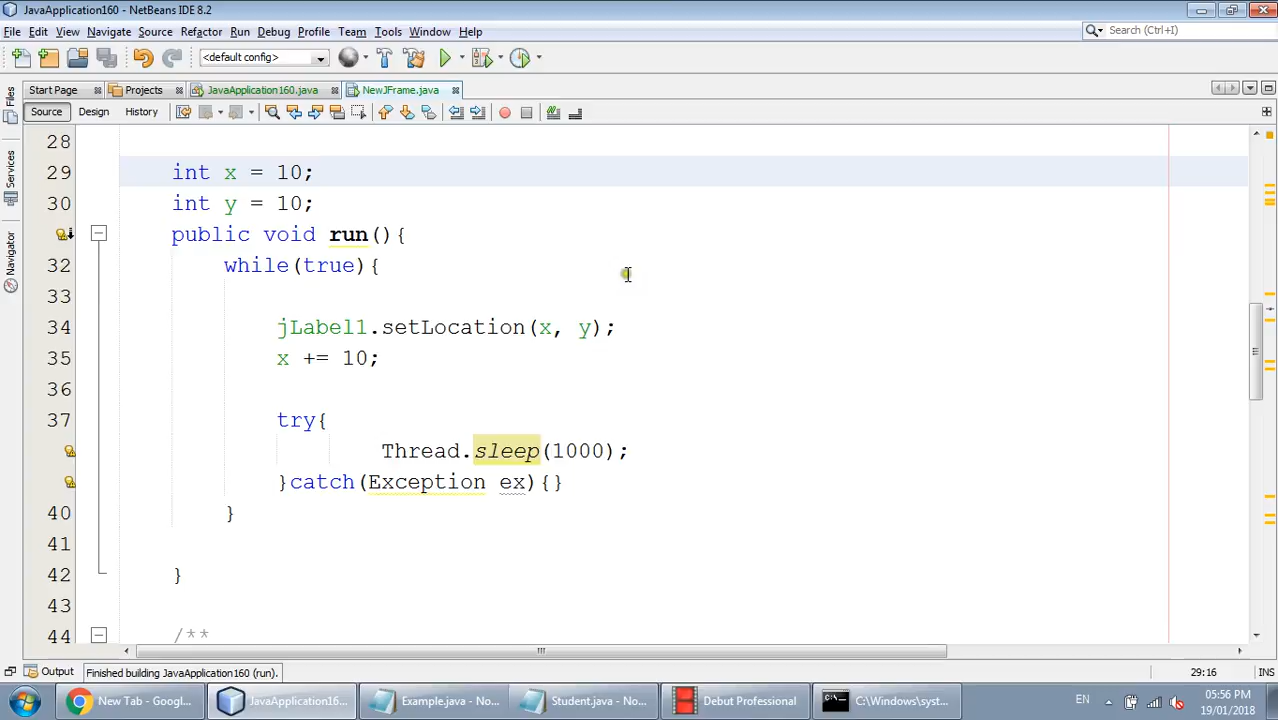 JavaApplication160 - NetBeans IDE 8.2
File Edit View Navigate Source Refactor Run Debug Profile Team Tools Window Help
Search (Ctrl+I)
<default config>
Start Page Projects JavaApplication160.java NewJFrame.java
Source Design History
Files
Services
Navigator
28
29 int x = 10;
30 int y = 10;
public void run(){
32 while(true){
33
34 jLabel1.setLocation(x, y);
35 x += 10;
36
37 try{
Thread.sleep(1000);
}catch(Exception ex){}
40 }
41
42 }
43
44 /**
Output Finished building JavaApplication160 (run). 29:16 INS
New Tab - Googl... JavaApplication16... Example.java - No... Student.java - No... Debut Professional C:\Windows\syst... EN 05:56 PM
19/01/2018